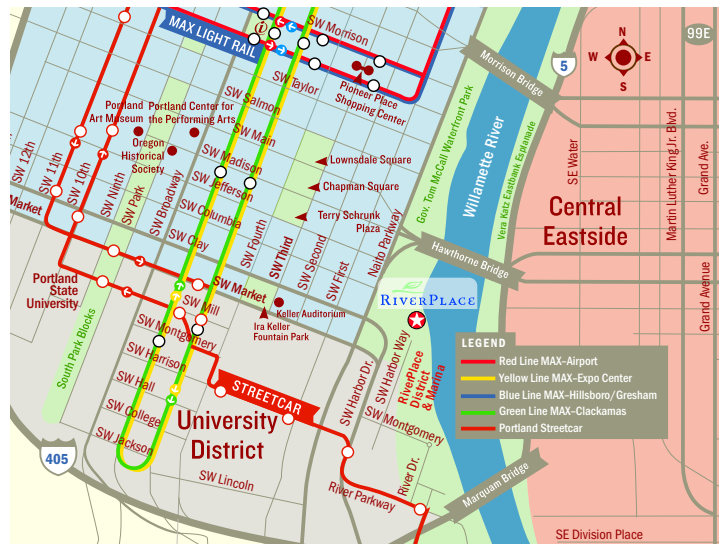 SW Morrison
MAX LIGHT RAIL
i
SW Taylor
Pioneer Place
Shopping Center
SW Salmon
SW Main
SW Madison
SW Jefferson
SW Columbia
SW Clay
Portland
Art Museum
Portland Center for
the Performing Arts
Oregon
Historical
Society
SW 12th
SW 11th
SW 10th
SW Ninth
SW Park
SW Broadway
SW Fourth
SW Third
SW Second
SW First
Naito Parkway
Lownsdale Square
Chapman Square
Terry Schrunk
Plaza
Market
Portland
State
University
South Park Blocks
SW Market
Keller Auditorium
Ira Keller
Fountain Park
SW Mill
SW Montgomery
SW Harrison
SW Hall
SW College
SW Jackson
STREETCAR
University
District
SW Lincoln
405
River Parkway
River Dr.
SW Montgomery
SW Harbor Dr.
SW Harbor Way
RiverPlace
District
& Marina
RIVERPLACE
Gov. Tom McCall Waterfront Park
Willamette River
Vera Katz Eastbank Esplanade
Morrison Bridge
Hawthorne Bridge
Marquam Bridge
5
N
W
E
S
99E
SE Water
Martin Luther King Jr. Blvd.
Grand Ave.
Grand Avenue
Central
Eastside
LEGEND
Red Line MAX–Airport
Yellow Line MAX–Expo Center
Blue Line MAX–Hillsboro/Gresham
Green Line MAX–Clackamas
Portland Streetcar
SE Division Place